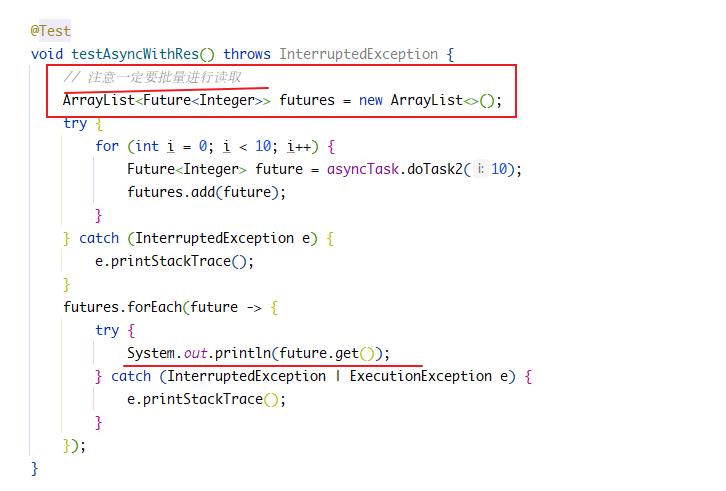 @Test
void testAsyncWithRes() throws InterruptedException {
// 注意一定要批量进行读取
ArrayList<Future<Integer>> futures = new ArrayList<>();
try {
for (int i = 0; i < 10; i++) {
Future<Integer> future = asyncTask.doTask2( i: 10);
futures.add(future);
}
} catch (InterruptedException e) {
e.printStackTrace();
}
futures.forEach(future -> {
try {
System.out.println(future.get());
} catch (InterruptedException | ExecutionException e) {
e.printStackTrace();
}
});
}